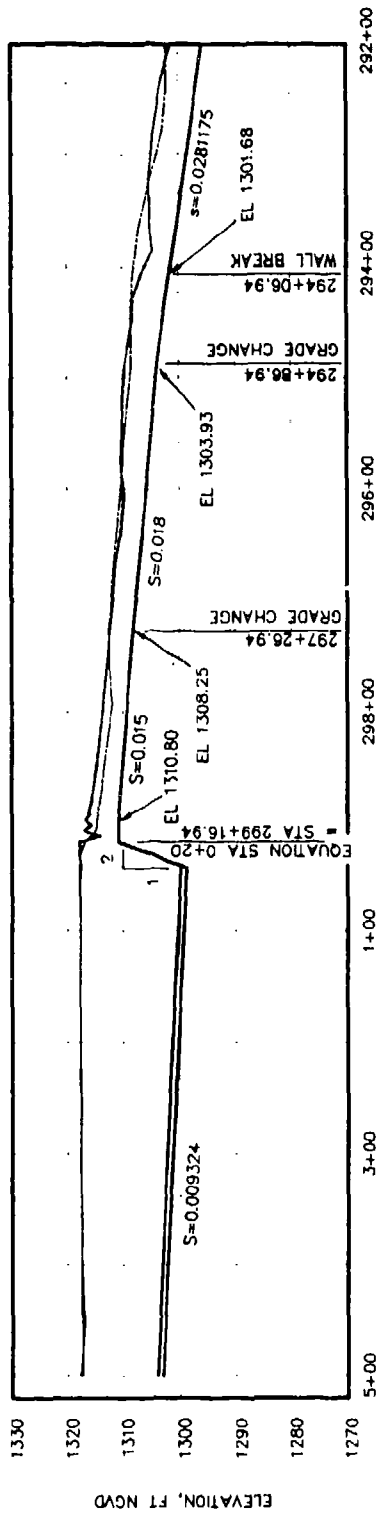 ELEVATION, FT NGVD
1330
1320
1310
1300
1290
1280
1270
5+00
3+00
1+00
298+00
296+00
294+00
292+00
S=0.009324
2
1
EQUATION STA 0+20
= STA 299+16.94
EL 1310.80
S=0.015
EL 1308.25
297+26.94
GRADE CHANGE
S=0.018
EL 1303.93
294+86.94
GRADE CHANGE
294+06.94
WALL BREAK
EL 1301.68
s=0.0281175